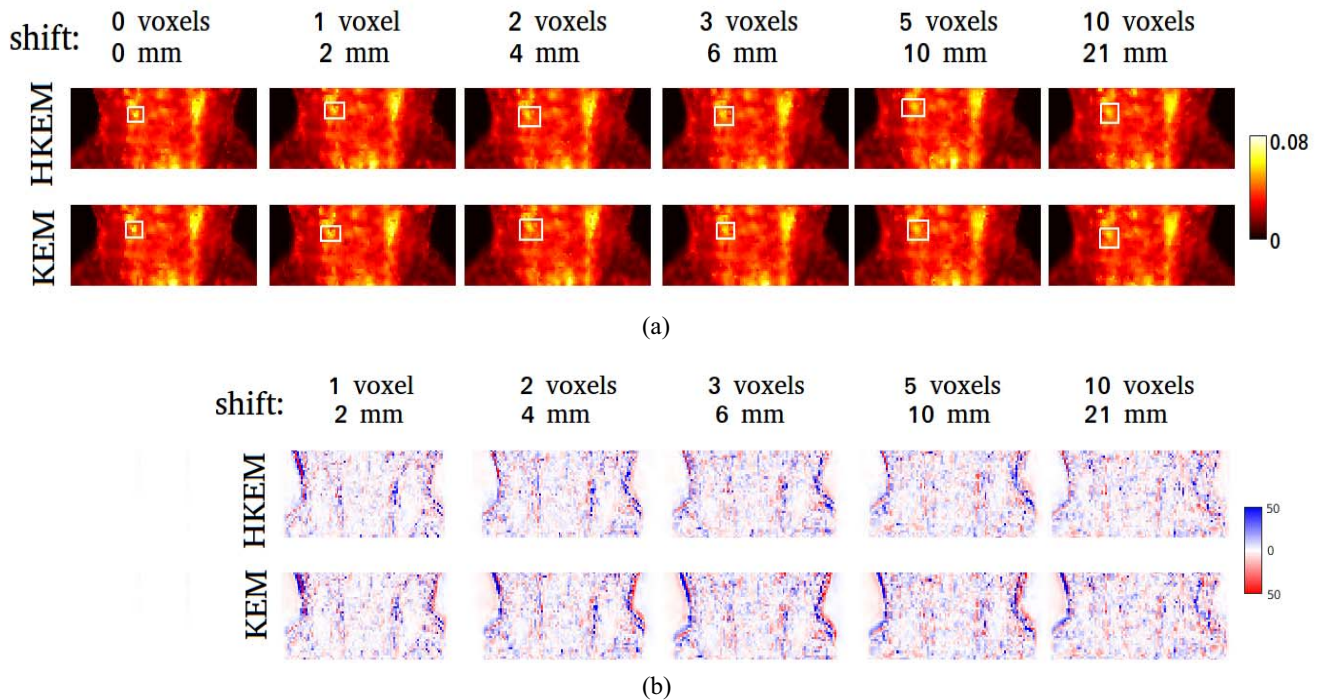 0 voxels 1 voxel 2 voxels 3 voxels 5 voxels 10 voxels
shift: 0 mm 2 mm 4 mm 6 mm 10 mm 21 mm
HKEM
0.08
0
KEM
(a)
1 voxel 2 voxels 3 voxels 5 voxels 10 voxels
shift: 2 mm 4 mm 6 mm 10 mm 21 mm
HKEM
50
0
50
KEM
(b)